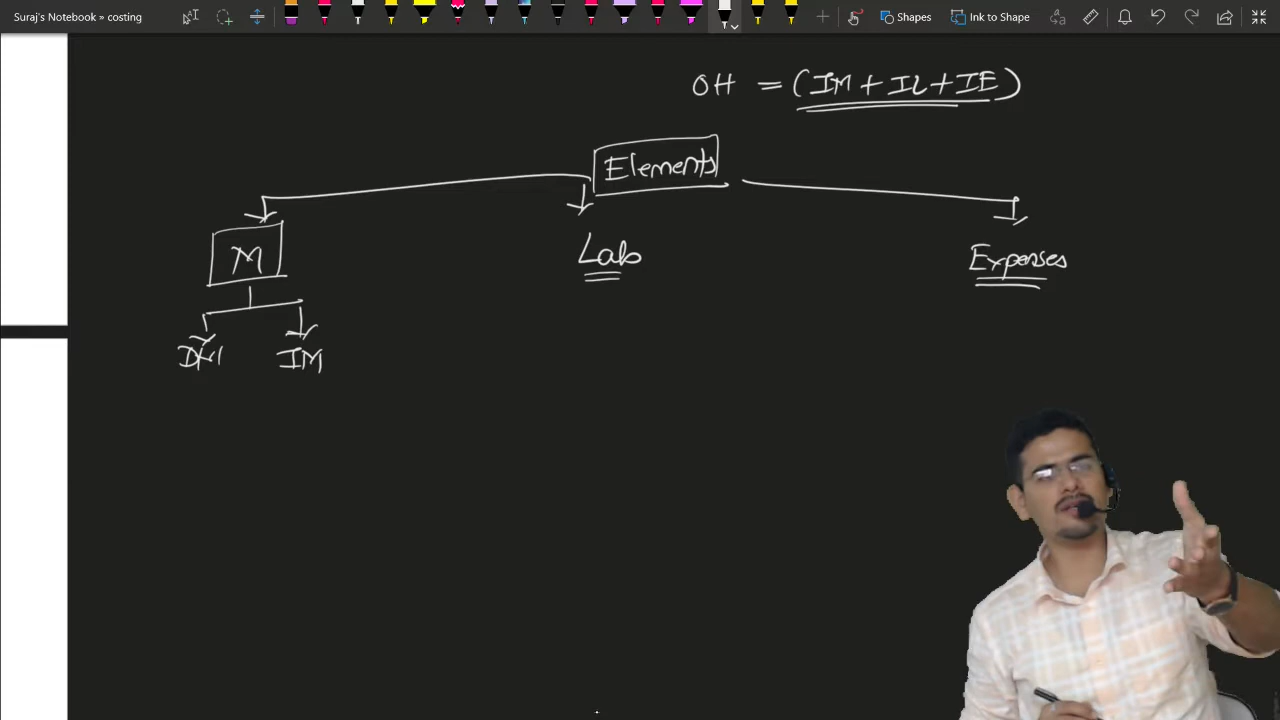 Suraj's Notebook » costing
Shapes
Ink to Shape
OH = (IM + IL + IE)
Elements
M
Lab
Expenses
DM
IM